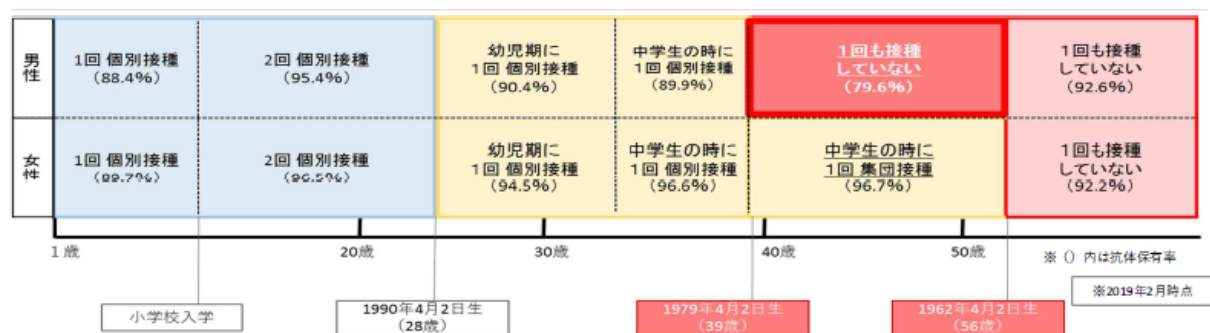 男性
1回 個別接種
(88.4%)
2回 個別接種
(95.4%)
幼児期に
1回 個別接種
(90.4%)
中学生の時に
1回 個別接種
(89.9%)
1回も接種
していない
(79.6%)
1回も接種
していない
(92.6%)
女性
1回 個別接種
2回 個別接種
幼児期に
1回 個別接種
(94.5%)
中学生の時に
1回 個別接種
(96.6%)
中学生の時に
1回 集団接種
(96.7%)
1回も接種
していない
(92.2%)
1歳
20歳
30歳
40歳
50歳
※ () 内は抗体保有率
※2019年2月時点
小学校入学
1990年4月2日生
(28歳)
1979年4月2日生
(39歳)
1962年4月2日生
(56歳)